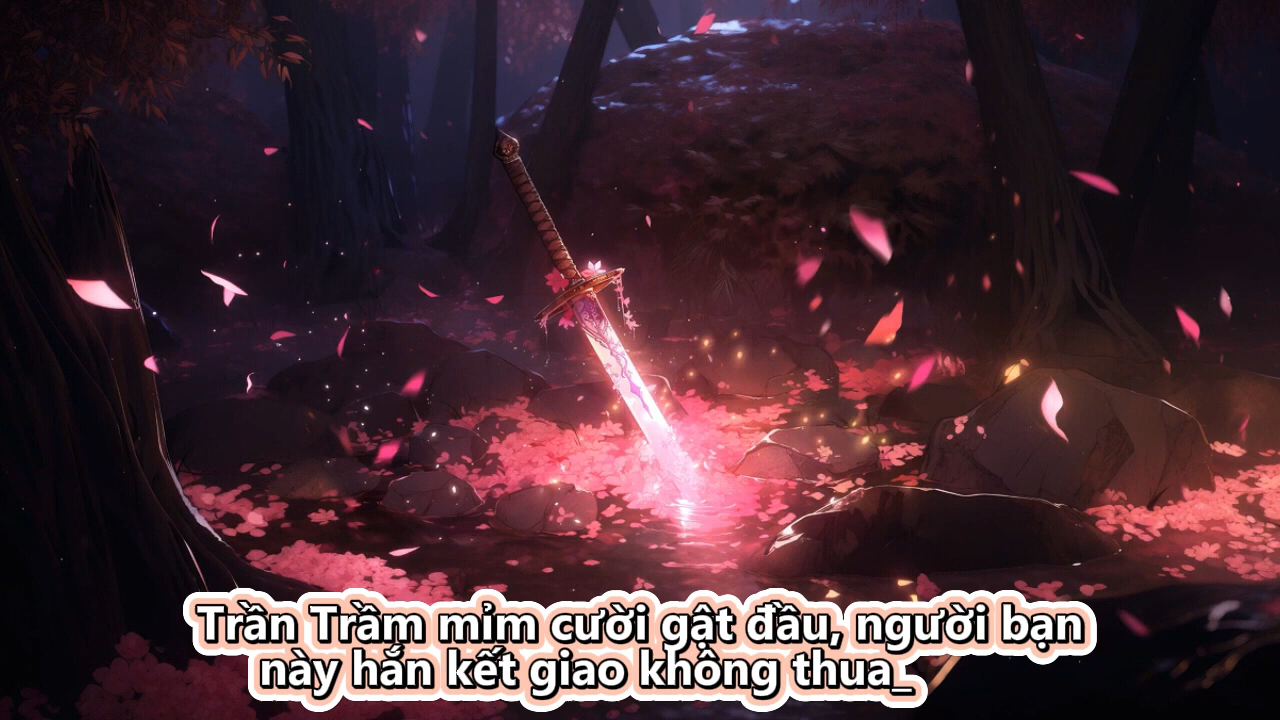 Trần Trầm mỉm cười gật đầu, người bạn
này hắn kết giao không thua_